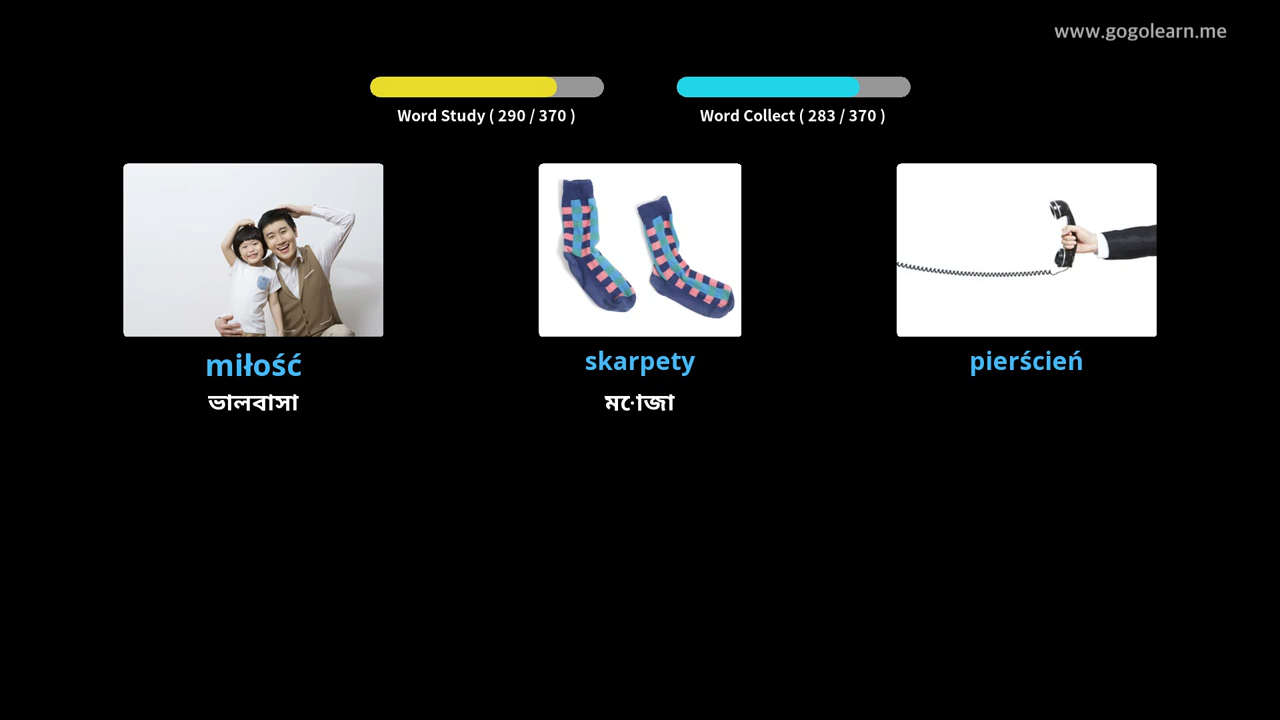 www.gogolearn.me
Word Study ( 290 / 370 )
Word Collect ( 283 / 370 )
miłość
ভালবাসা
skarpety
মোজা
pierścień